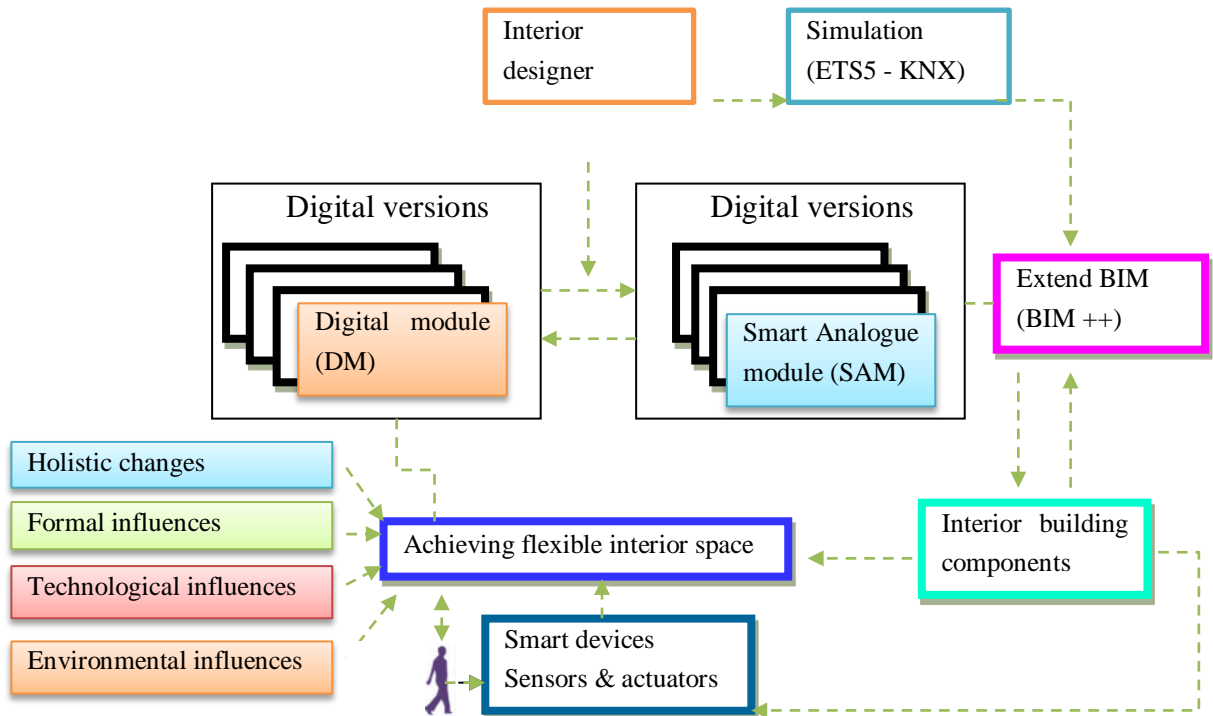 Interior
designer
Simulation
(ETS5 - KNX)
Digital versions
Digital module
(DM)
Digital versions
Smart Analogue
module (SAM)
Extend BIM
(BIM ++)
Holistic changes
Formal influences
Technological influences
Environmental influences
Achieving flexible interior space
Interior building
components
Smart devices
Sensors & actuators